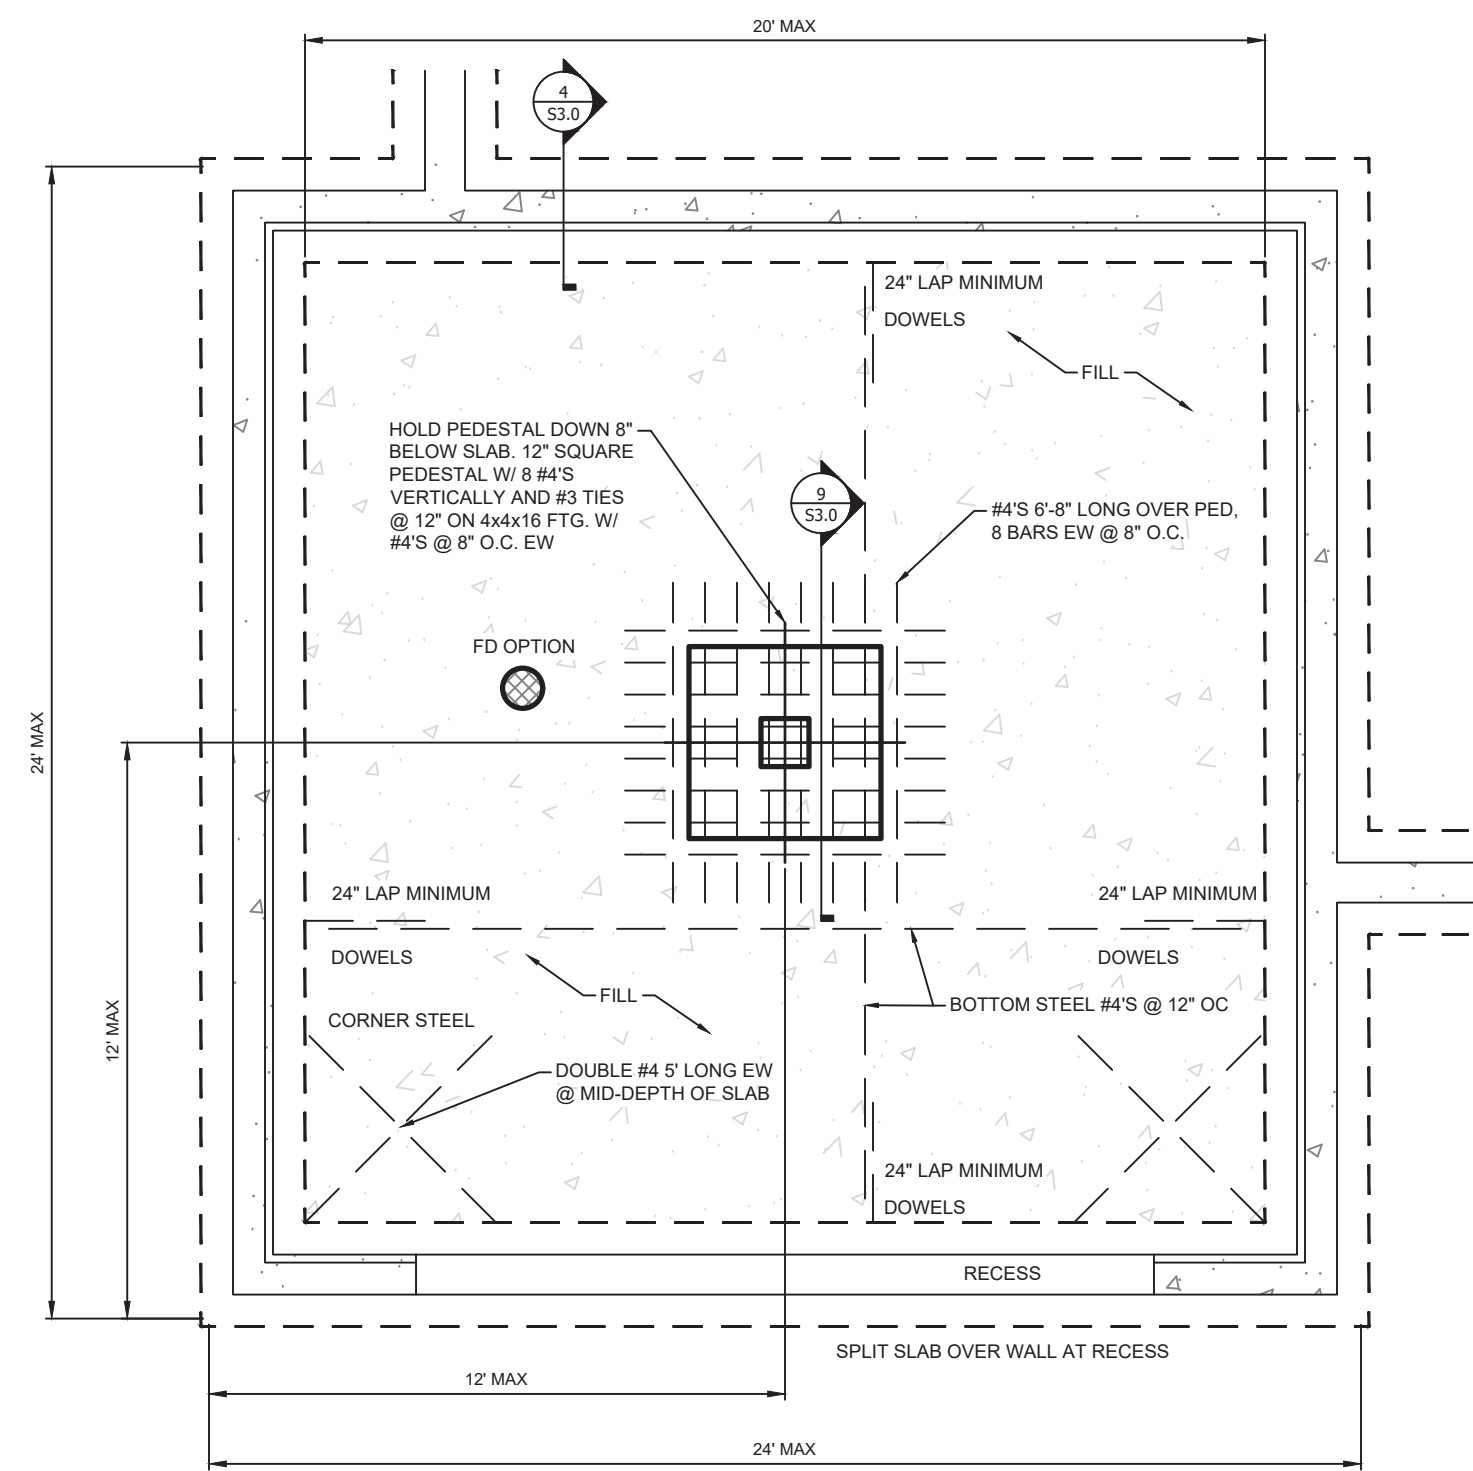 20' MAX
4
S3.0
24" LAP MINIMUM
DOWELS
FILL
HOLD PEDESTAL DOWN 8"
BELOW SLAB. 12" SQUARE
PEDESTAL W/ 8 #4'S
VERTICALLY AND #3 TIES
@ 12" ON 4x4x16 FTG. W/
#4'S @ 8" O.C. EW
9
S3.0
#4'S 6'-8" LONG OVER PED,
8 BARS EW @ 8" O.C.
FD OPTION
24' MAX
24" LAP MINIMUM
24" LAP MINIMUM
DOWELS
DOWELS
FILL
BOTTOM STEEL #4'S @ 12" OC
CORNER STEEL
12' MAX
DOUBLE #4 5' LONG EW
@ MID-DEPTH OF SLAB
24" LAP MINIMUM
DOWELS
RECESS
SPLIT SLAB OVER WALL AT RECESS
12' MAX
24' MAX